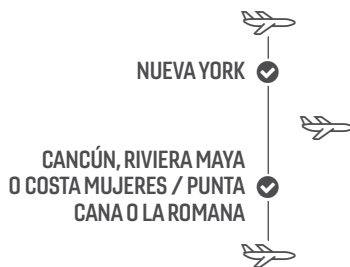 NUEVA YORK
CANCÚN, RIVIERA MAYA
O COSTA MUJERES / PUNTA
CANA O LA ROMANA